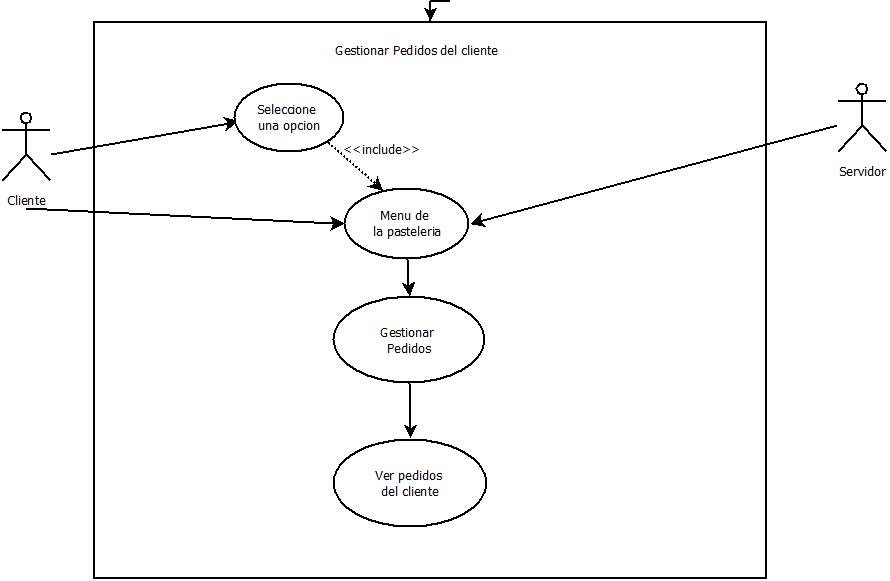 Gestionar Pedidos del cliente
Seleccione
una opcion
<<include>>
Servidor
Cliente
Menu de
la pasteleria
Gestionar
Pedidos
Ver pedidos
del cliente